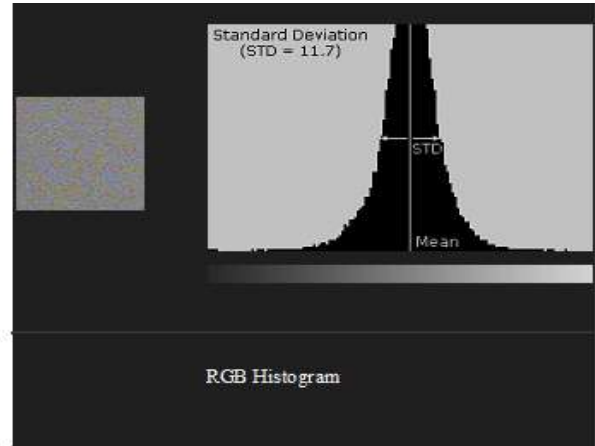 Standard Deviation
(STD = 11.7)
STD
Mean
RGB Histogram